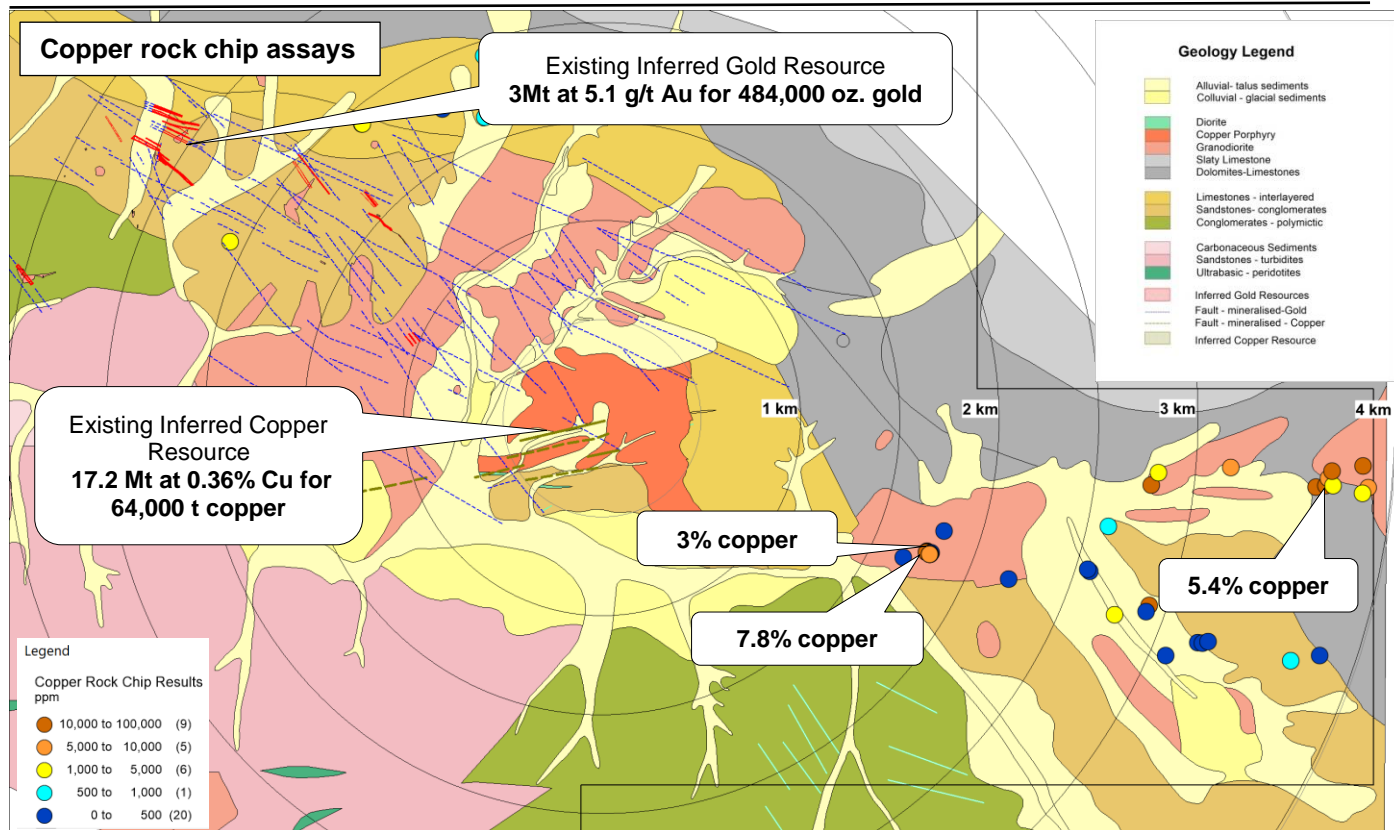 Copper rock chip assays
Existing Inferred Gold Resource
3Mt at 5.1 g/t Au for 484,000 oz. gold
Geology Legend
Alluvial- talus sediments
Colluvial - glacial sediments
Diorite
Copper Porphyry
Granodiorite
Slaty Limestone
Dolomites-Limestones
Limestones - interlayered
Sandstones- conglomerates
Conglomerates - polymictic
Carbonaceous Sediments
Sandstones - turbidites
Ultrabasic - peridotites
Inferred Gold Resources
Fault - mineralised-Gold
Fault - mineralised - Copper
Inferred Copper Resource
1 km
2 km
3 km
4 km
Existing Inferred Copper
Resource
17.2 Mt at 0.36% Cu for
64,000 t copper
3% copper
7.8% copper
5.4% copper
Legend
Copper Rock Chip Results
ppm
10,000 to 100,000 (9)
5,000 to 10,000 (5)
1,000 to 5,000 (6)
500 to 1,000 (1)
0 to 500 (20)